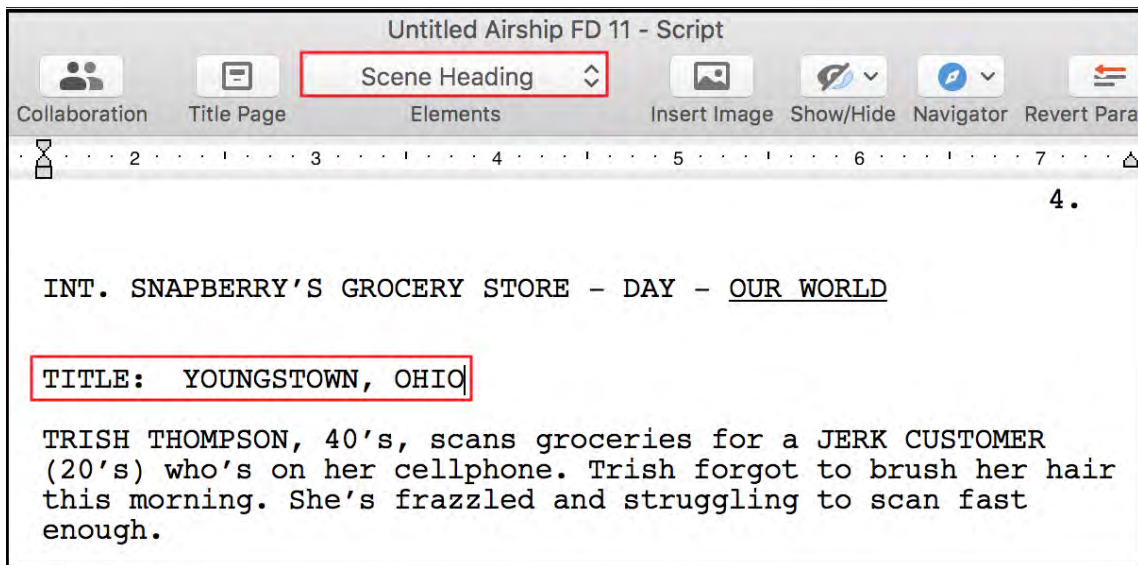 Untitled Airship FD 11 - Script
Scene Heading
Collaboration Title Page Elements Insert Image Show/Hide Navigator Revert Para
2 3 4 5 6 7
4.
INT. SNAPBERRY’S GROCERY STORE – DAY – OUR WORLD
TITLE:  YOUNGSTOWN, OHIO
TRISH THOMPSON, 40’s, scans groceries for a JERK CUSTOMER
(20’s) who’s on her cellphone. Trish forgot to brush her hair
this morning. She’s frazzled and struggling to scan fast
enough.